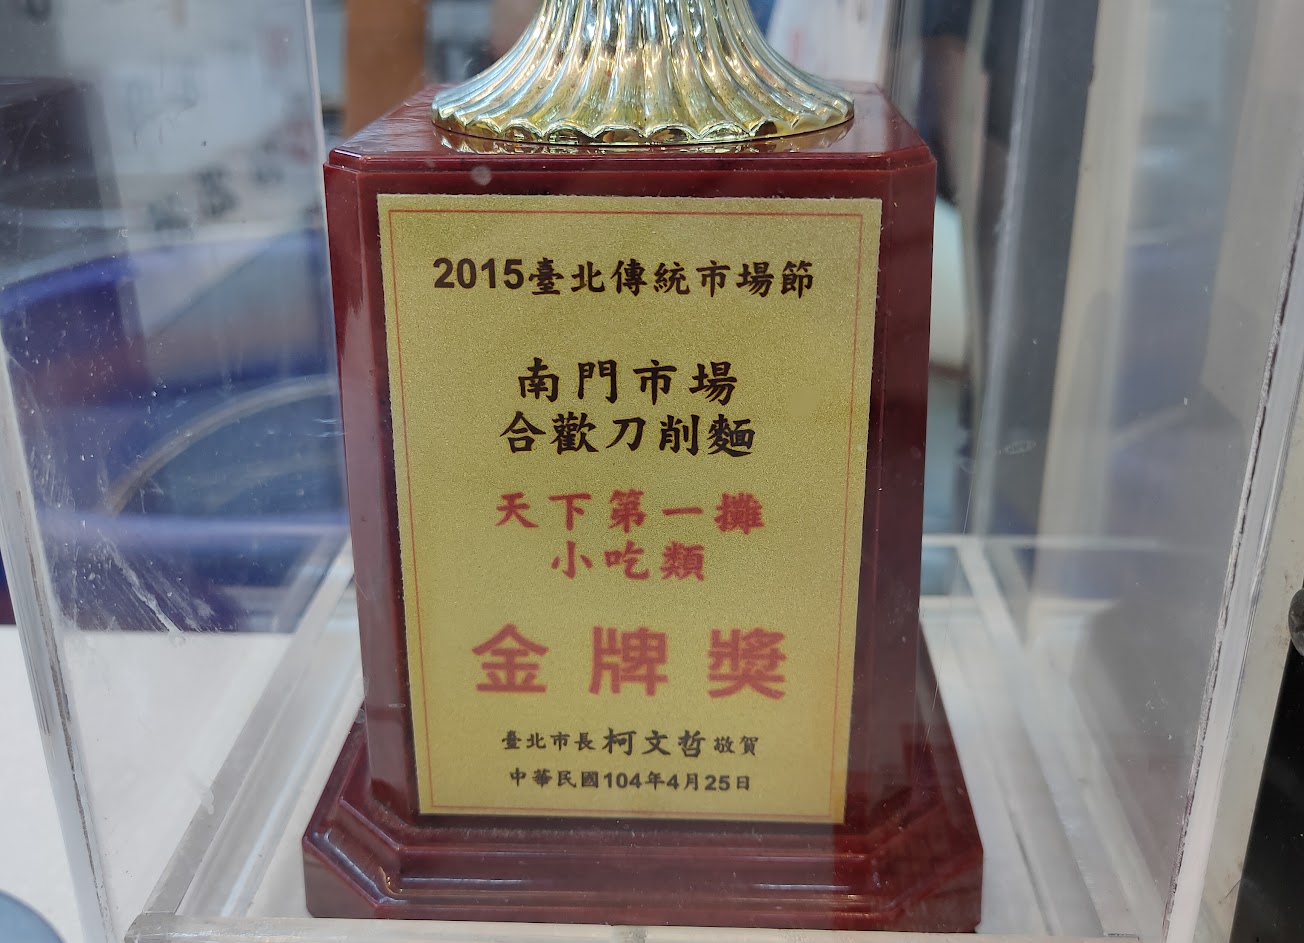 2015臺北傳統市場節
南門市場
合歡刀削麵
天下第一攤
小吃類
金牌獎
臺北市長柯文哲敬賀
中華民國104年4月25日